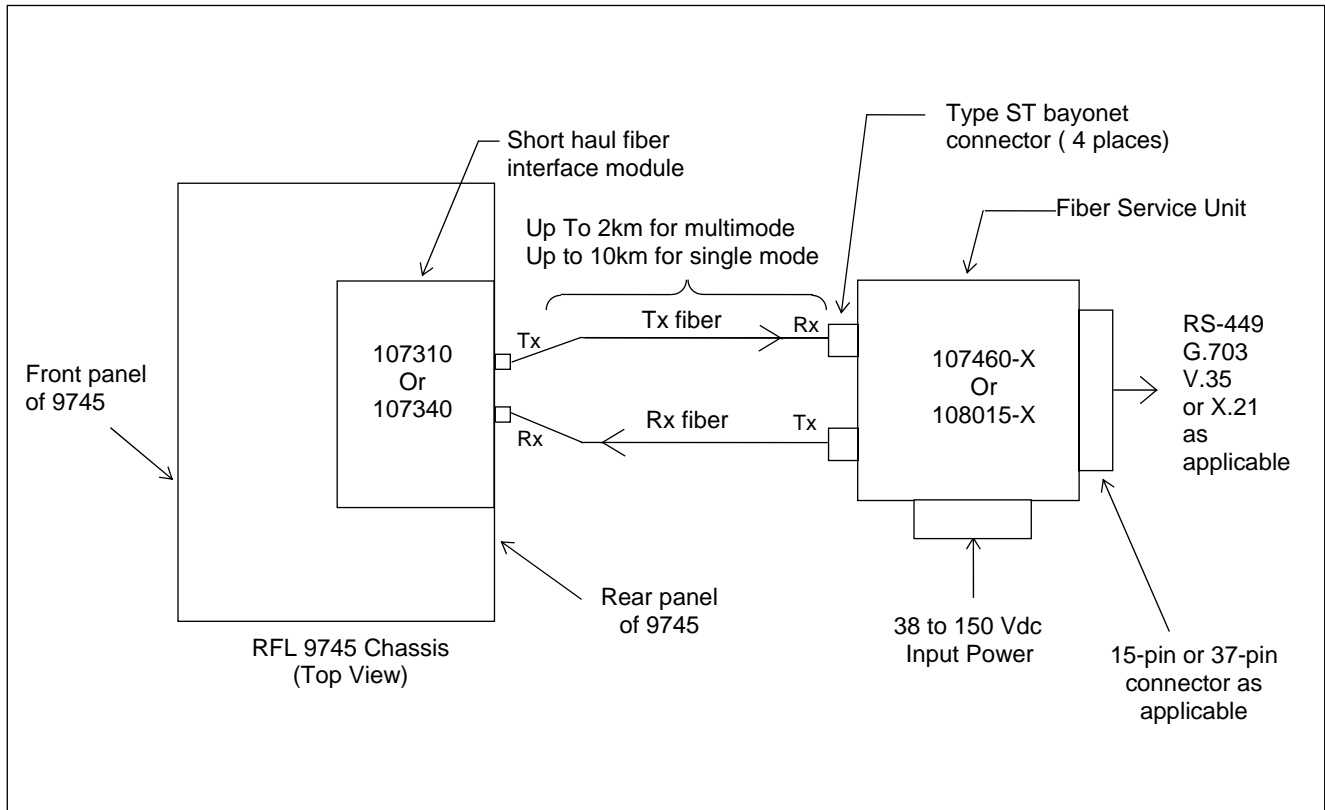 Type ST bayonet
connector ( 4 places)
Short haul fiber
interface module
Fiber Service Unit
Up To 2km for multimode
Up to 10km for single mode
Tx fiber
Tx
Rx
107310
Or
107340
107460-X
Or
108015-X
RS-449
G.703
V.35
or X.21
as
applicable
Front panel
of 9745
Rx fiber
Rx
Tx
Rear panel
of 9745
38 to 150 Vdc
Input Power
15-pin or 37-pin
connector as
applicable
RFL 9745 Chassis
(Top View)